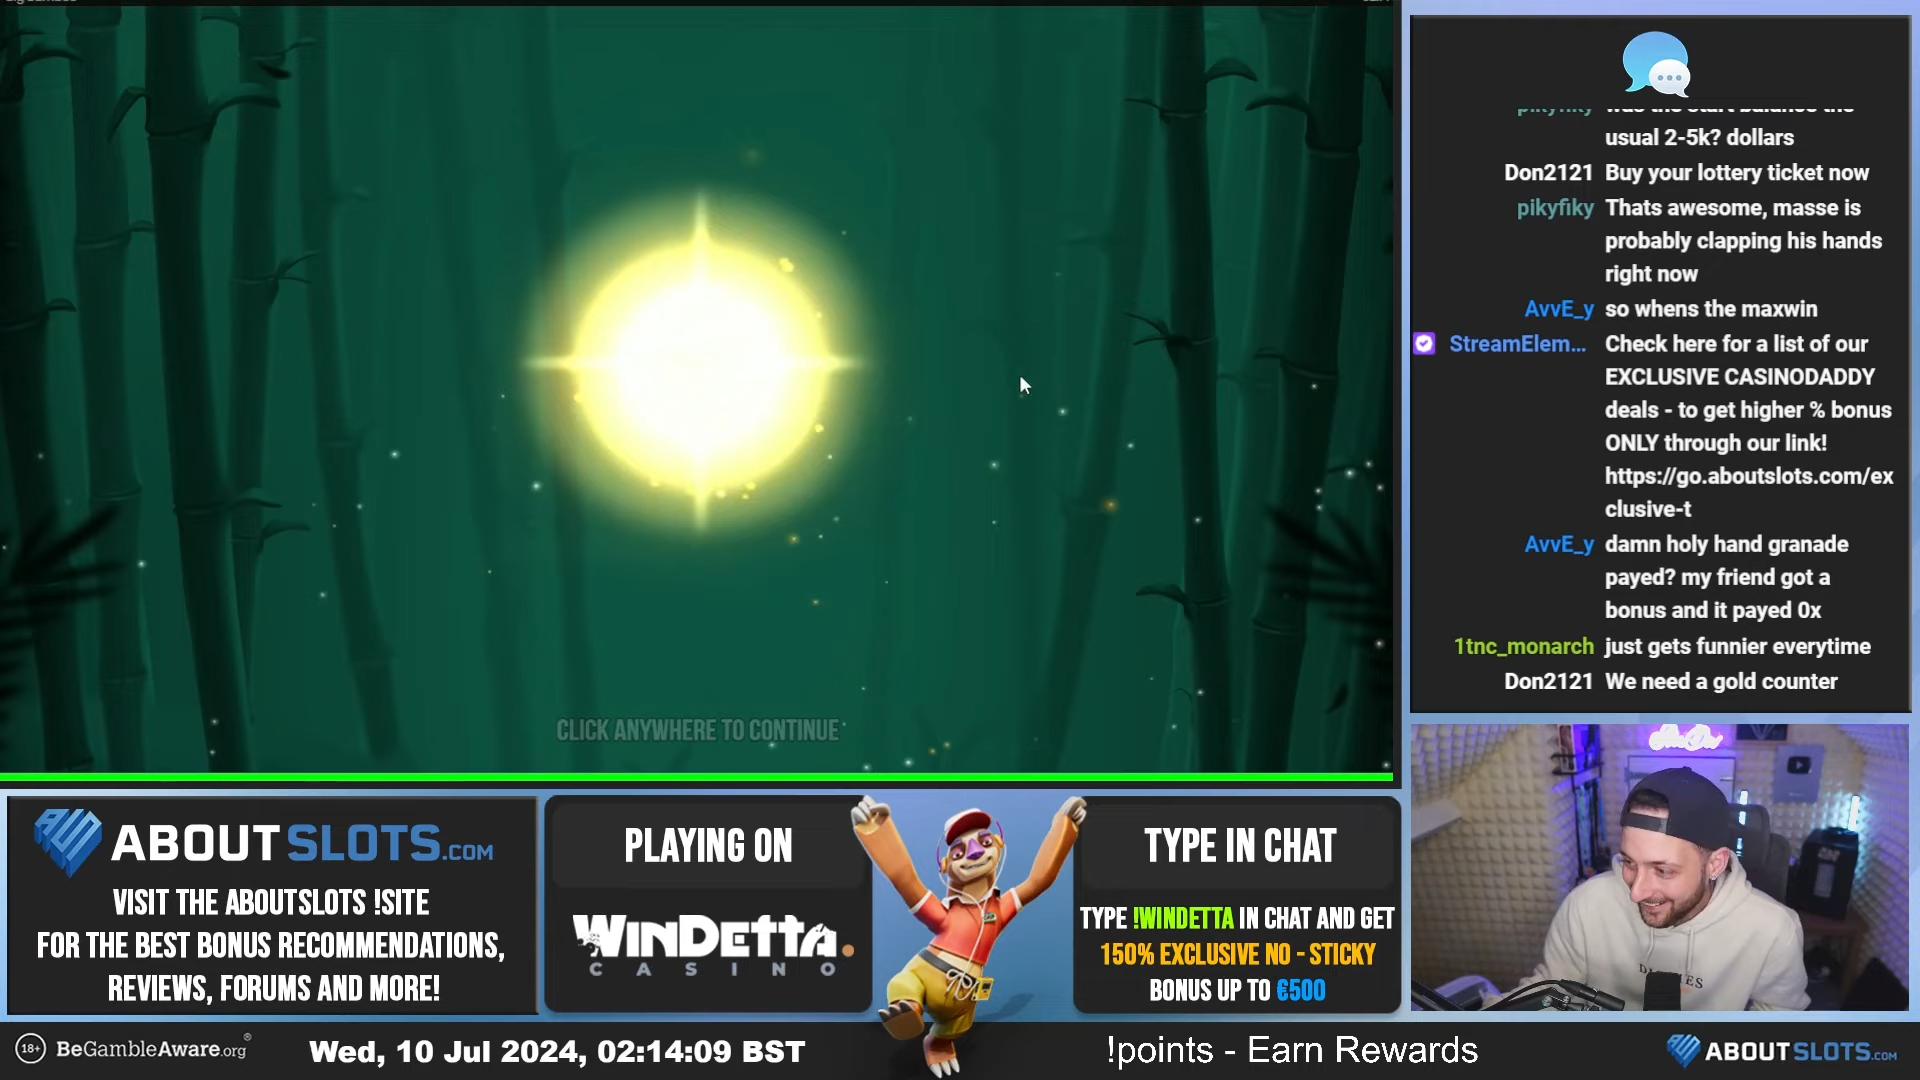 usual 2-5k? dollars
Don2121 Buy your lottery ticket now
pikyfiky Thats awesome, masse is
probably clapping his hands
right now
AvvE_y so whens the maxwin
StreamElem... Check here for a list of our
EXCLUSIVE CASINODADDY
deals - to get higher % bonus
ONLY through our link!
https://go.aboutslots.com/ex
clusive-t
AvvE_y damn holy hand granade
payed? my friend got a
bonus and it payed 0x
1tnc_monarch just gets funnier everytime
Don2121 We need a gold counter
CLICK ANYWHERE TO CONTINUE
ABOUTSLOTS.COM
VISIT THE ABOUTSLOTS !SITE
FOR THE BEST BONUS RECOMMENDATIONS,
REVIEWS, FORUMS AND MORE!
PLAYING ON
WINDETTA.
CASINO
TYPE IN CHAT
TYPE !WINDETTA IN CHAT AND GET
150% EXCLUSIVE NO - STICKY
BONUS UP TO €500
18+ BeGambleAware.org®
Wed, 10 Jul 2024, 02:14:09 BST
!points - Earn Rewards
ABOUTSLOTS.COM